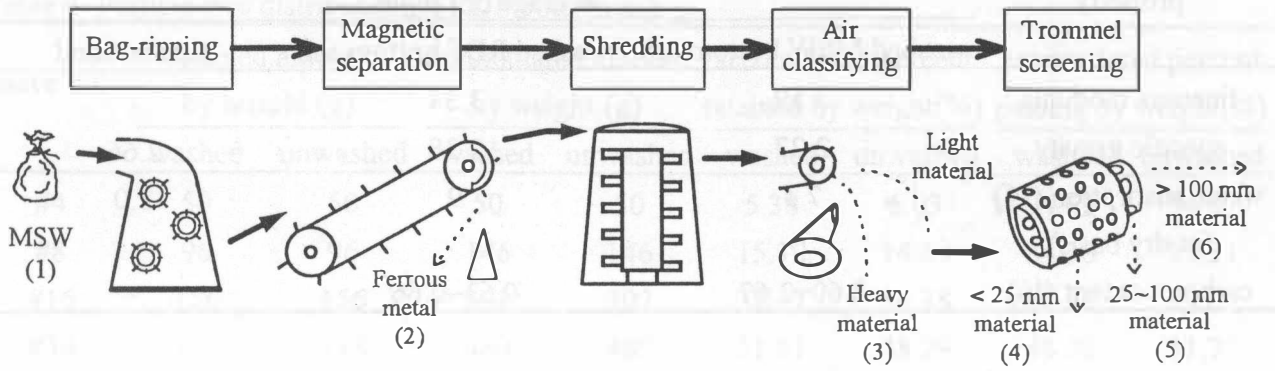 Bag-ripping
Magnetic
separation
Shredding
Air
classifying
Trommel
screening
MSW
(1)
Ferrous
metal
(2)
Light
material
Heavy
material
(3)
< 25 mm
material
(4)
25~100 mm
material
(5)
> 100 mm
material
(6)